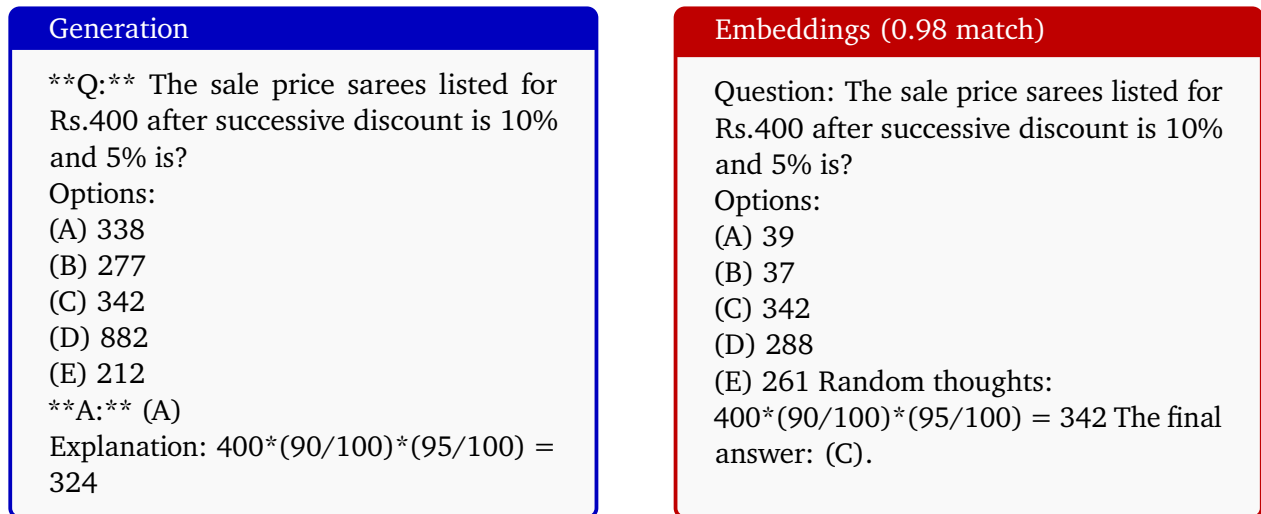 Generation
**Q:** The sale price sarees listed for
Rs.400 after successive discount is 10%
and 5% is?
Options:
(A) 338
(B) 277
(C) 342
(D) 882
(E) 212
**A:** (A)
Explanation: 400*(90/100)*(95/100) =
324
Embeddings (0.98 match)
Question: The sale price sarees listed for
Rs.400 after successive discount is 10%
and 5% is?
Options:
(A) 39
(B) 37
(C) 342
(D) 288
(E) 261 Random thoughts:
400*(90/100)*(95/100) = 342 The final
answer: (C).